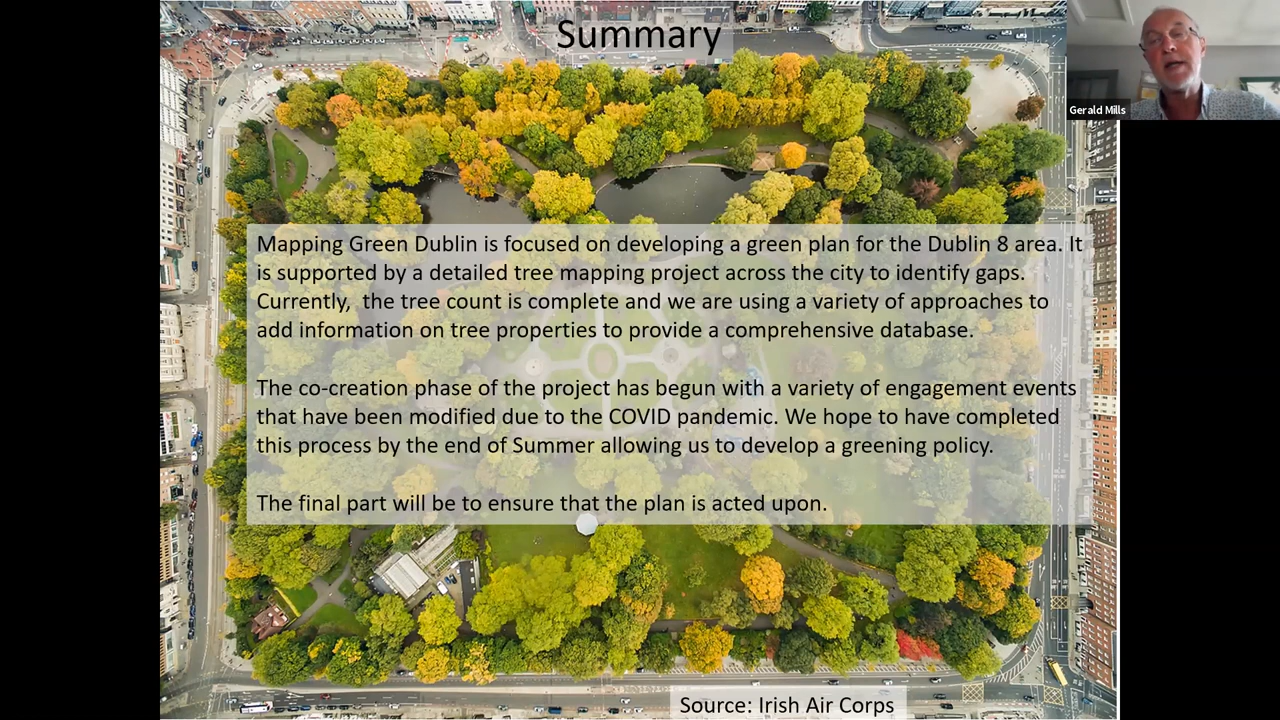 Summary
Gerald Mills
Mapping Green Dublin is focused on developing a green plan for the Dublin 8 area. It
is supported by a detailed tree mapping project across the city to identify gaps.
Currently,  the tree count is complete and we are using a variety of approaches to
add information on tree properties to provide a comprehensive database.
The co-creation phase of the project has begun with a variety of engagement events
that have been modified due to the COVID pandemic. We hope to have completed
this process by the end of Summer allowing us to develop a greening policy.
The final part will be to ensure that the plan is acted upon.
Source: Irish Air Corps